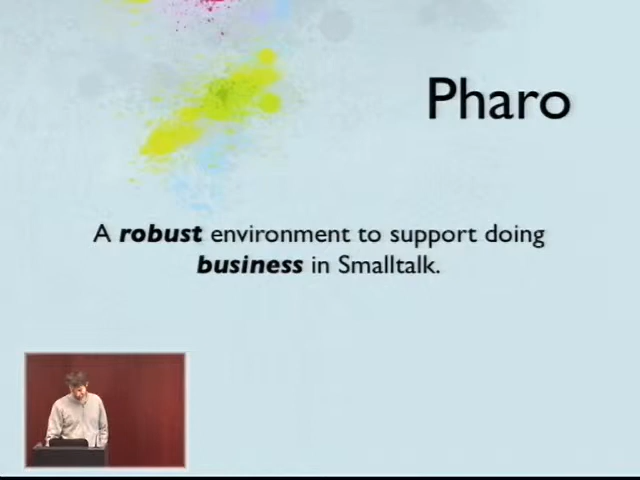 Pharo
A robust environment to support doing
business in Smalltalk.